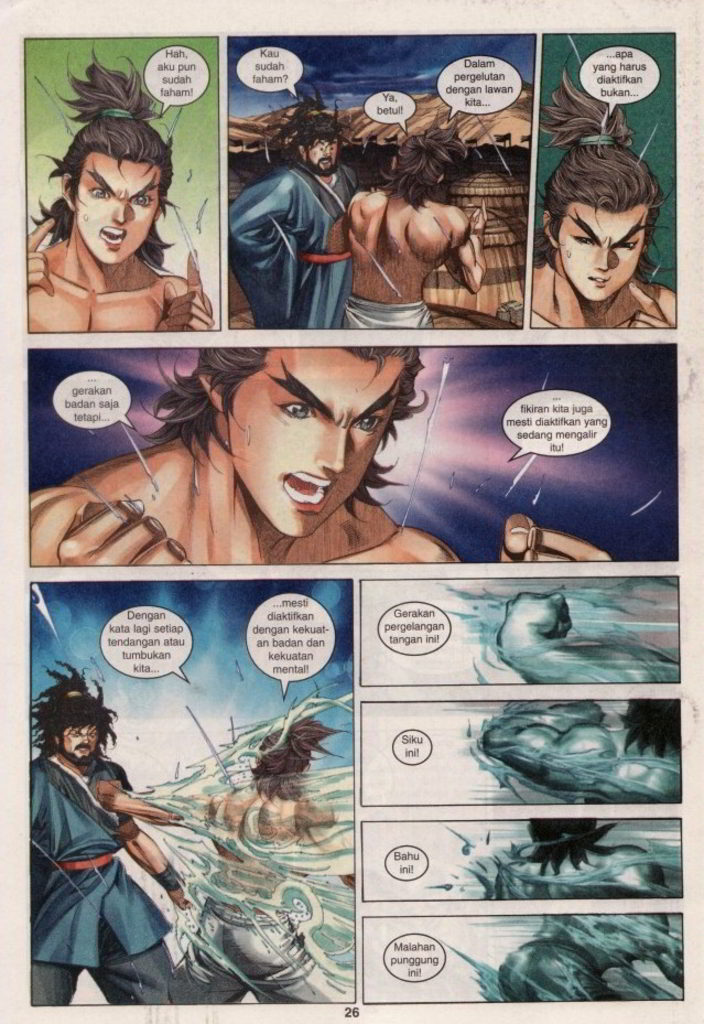 Hah,
aku pun
sudah
faham!
Kau
sudah
faham?
Ya,
betul!
Dalam
pergelutan
dengan lawan
kita...
...apa
yang harus
diaktifkan
bukan...
...
gerakan
badan saja
tetapi...
...
fikiran kita juga
mesti diaktifkan yang
sedang mengalir
itu!
Dengan
kata lagi setiap
tendangan atau
tumbukan
kita...
...mesti
diaktifkan
dengan kekuat-
an badan dan
kekuatan
mental!
Gerakan
pergelangan
tangan ini!
Siku
ini!
Bahu
ini!
Malahan
punggung
ini!
26